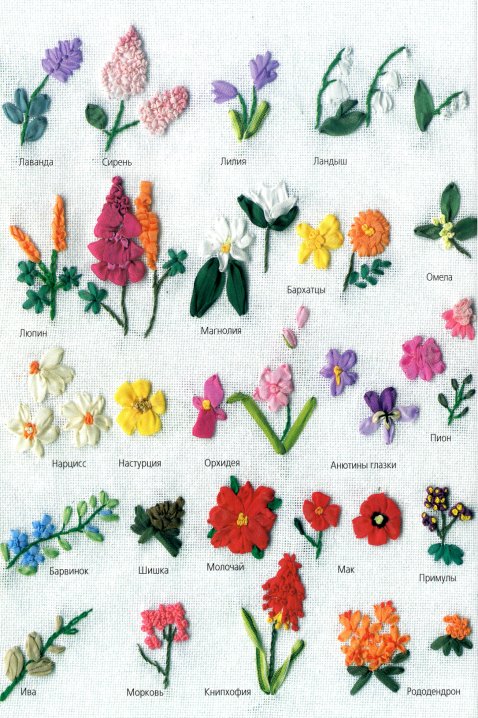 Лаванда
Сирень
Лилия
Ландыш
Люпин
Магнолия
Бархатцы
Омела
Нарцисс
Настурция
Орхидея
Анютины глазки
Пион
Барвинок
Шишка
Молочай
Мак
Примулы
Ива
Морковь
Книпхофия
Рододендрон